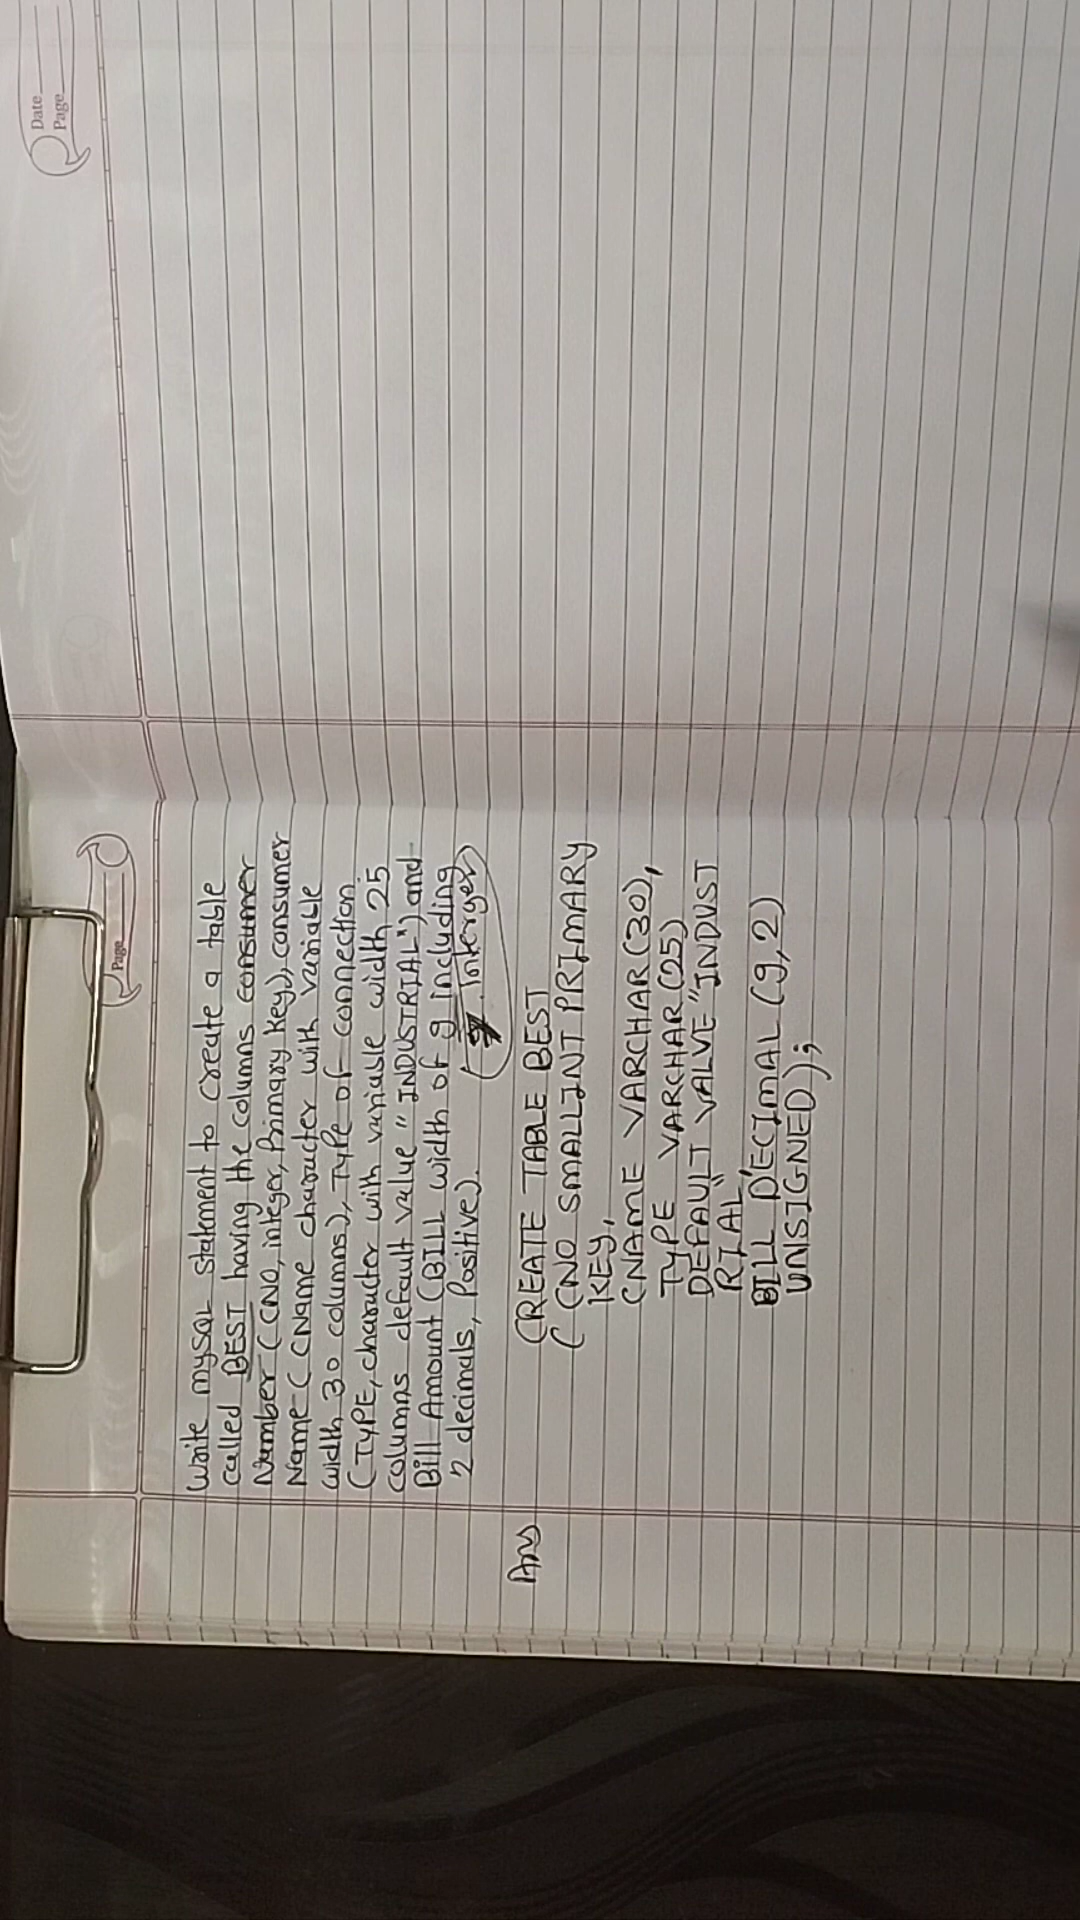 Date
Page
Page
Write mysql statement to create a table
called BEST having the columns consumer
Number (CNO, integer, Primary key), consumer
Name (CName character with variable
width 30 columns), Type of connection
(TYPE, character with variable width 25
columns default value "INDUSTRIAL") and
Bill Amount (BILL width of 9 including
2 decimals, Positive). 7 Interger
Ans CREATE TABLE BEST
(CNO SMALLINT PRIMARY
KEY,
CNAME VARCHAR(30),
TYPE VARCHAR(25)
DEFAULT VALVE "INDUST
RIAL"
BILL DECIMAL (9,2)
UNSIGNED);